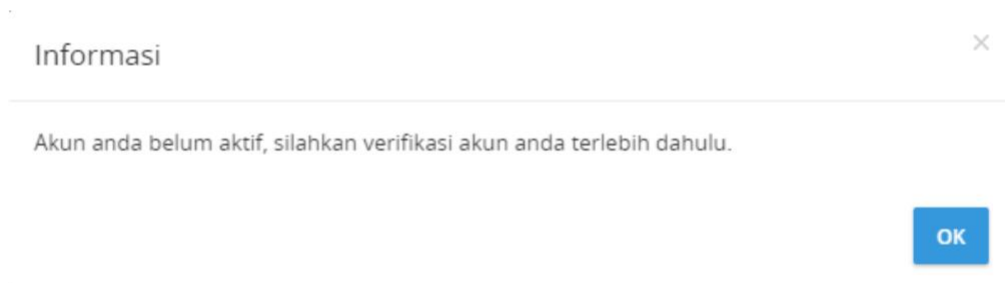 Informasi
Akun anda belum aktif, silahkan verifikasi akun anda terlebih dahulu.
OK